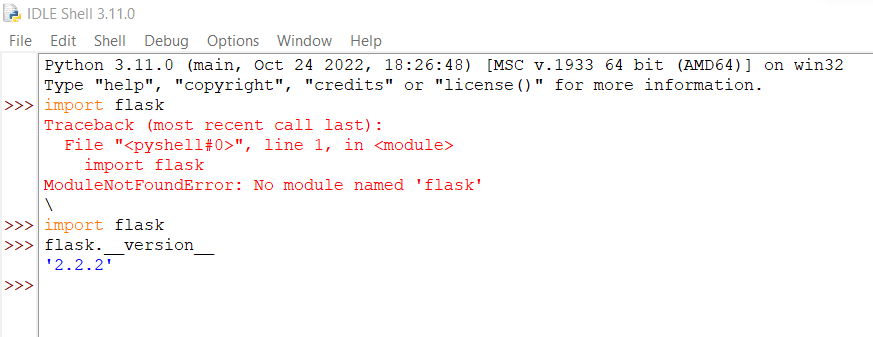 IDLE Shell 3.11.0
File Edit Shell Debug Options Window Help
Python 3.11.0 (main, Oct 24 2022, 18:26:48) [MSC v.1933 64 bit (AMD64)] on win32
Type "help", "copyright", "credits" or "license()" for more information.
>>> import flask
Traceback (most recent call last):
  File "<pyshell#0>", line 1, in <module>
    import flask
ModuleNotFoundError: No module named 'flask'
\
>>> import flask
>>> flask.__version__
'2.2.2'
>>>